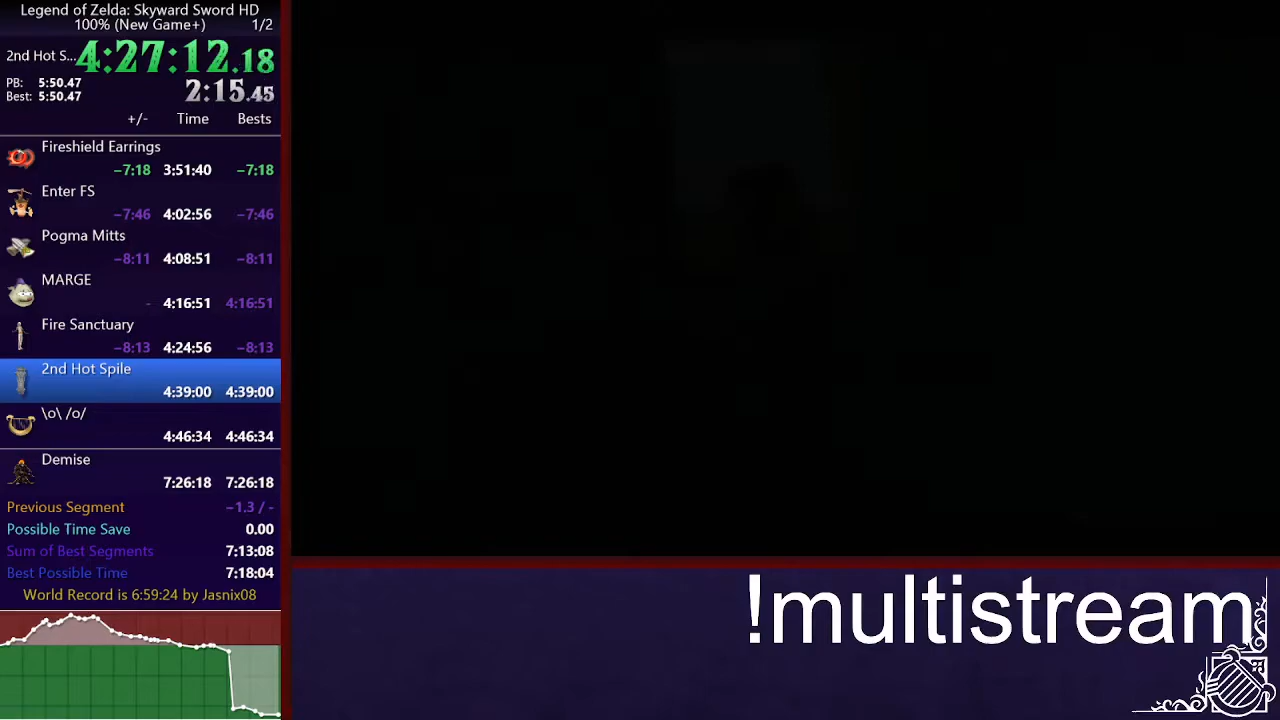 Legend of Zelda: Skyward Sword HD
100% (New Game+) 1/2
2nd Hot S... 4:27:12.18
PB: 5:50.47
Best: 5:50.47
2:15.45
+/- Time Bests
Fireshield Earrings
−7:18 3:51:40 −7:18
Enter FS
−7:46 4:02:56 −7:46
Pogma Mitts
−8:11 4:08:51 −8:11
MARGE
- 4:16:51 4:16:51
Fire Sanctuary
−8:13 4:24:56 −8:13
2nd Hot Spile
4:39:00 4:39:00
\o\ /o/
4:46:34 4:46:34
Demise
7:26:18 7:26:18
Previous Segment −1.3 / -
Possible Time Save 0.00
Sum of Best Segments 7:13:08
Best Possible Time 7:18:04
World Record is 6:59:24 by Jasnix08
!multistream